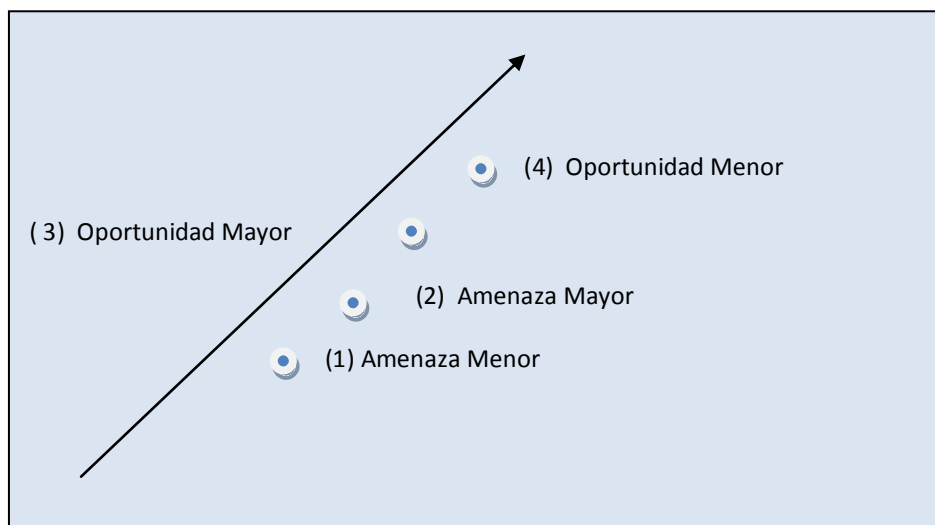 (4) Oportunidad Menor
( 3) Oportunidad Mayor
(2) Amenaza Mayor
(1) Amenaza Menor